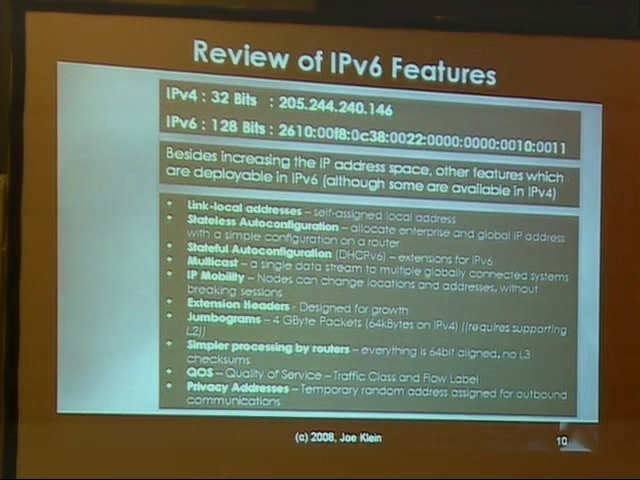 Review of IPv6 Features
IPv4 : 32 Bits : 205.244.240.146
IPv6 : 128 Bits : 2610:00f8:0c38:0022:0000:0000:0010:0011
Besides increasing the IP address space, other features which
are deployable in IPv6 (although some are available in IPv4)
• Link-local addresses – self-assigned local address
• Stateless Autoconfiguration – allocate enterprise and global IP address
with a simple configuration on a router
• Stateful Autoconfiguration (DHCPv6) – extensions for IPv6
• Multicast – a single data stream to multiple globally connected systems
• IP Mobility – Nodes can change locations and addresses, without
breaking sessions
• Extension Headers - Designed for growth
• Jumbograms – 4 GByte Packets (64kBytes on IPv4) ((requires supporting
L2))
• Simpler processing by routers – everything is 64bit aligned, no L3
checksums
• QOS – Quality of Service – Traffic Class and Flow Label
• Privacy Addresses – Temporary random address assigned for outbound
communications
(c) 2008, Joe Klein
10